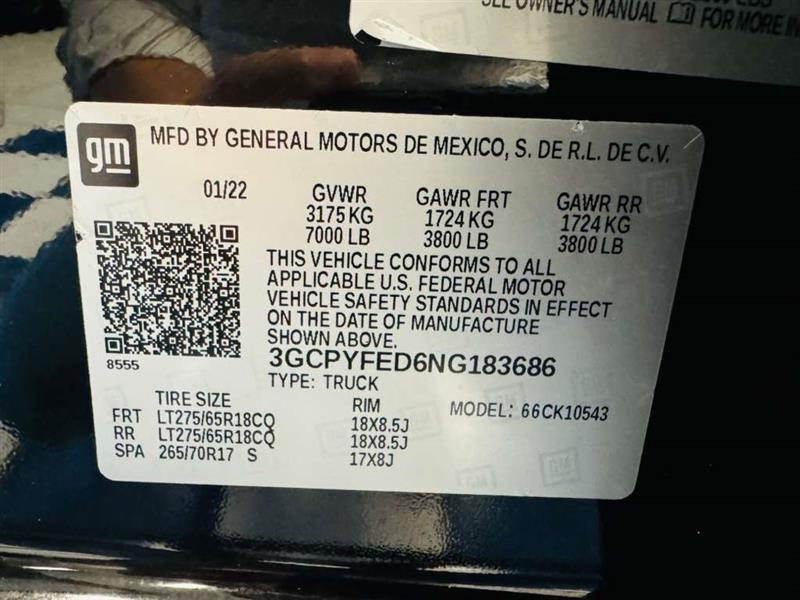 SEE OWNER'S MANUAL FOR MORE IN
gm
MFD BY GENERAL MOTORS DE MEXICO, S. DE R.L. DE C.V.
01/22 GVWR GAWR FRT GAWR RR
3175 KG 1724 KG 1724 KG
7000 LB 3800 LB 3800 LB
THIS VEHICLE CONFORMS TO ALL
APPLICABLE U.S. FEDERAL MOTOR
VEHICLE SAFETY STANDARDS IN EFFECT
ON THE DATE OF MANUFACTURE
SHOWN ABOVE.
8555
3GCPYFED6NG183686
TYPE: TRUCK
TIRE SIZE RIM MODEL: 66CK10543
FRT LT275/65R18CQ 18X8.5J
RR LT275/65R18CQ 18X8.5J
SPA 265/70R17 S 17X8J